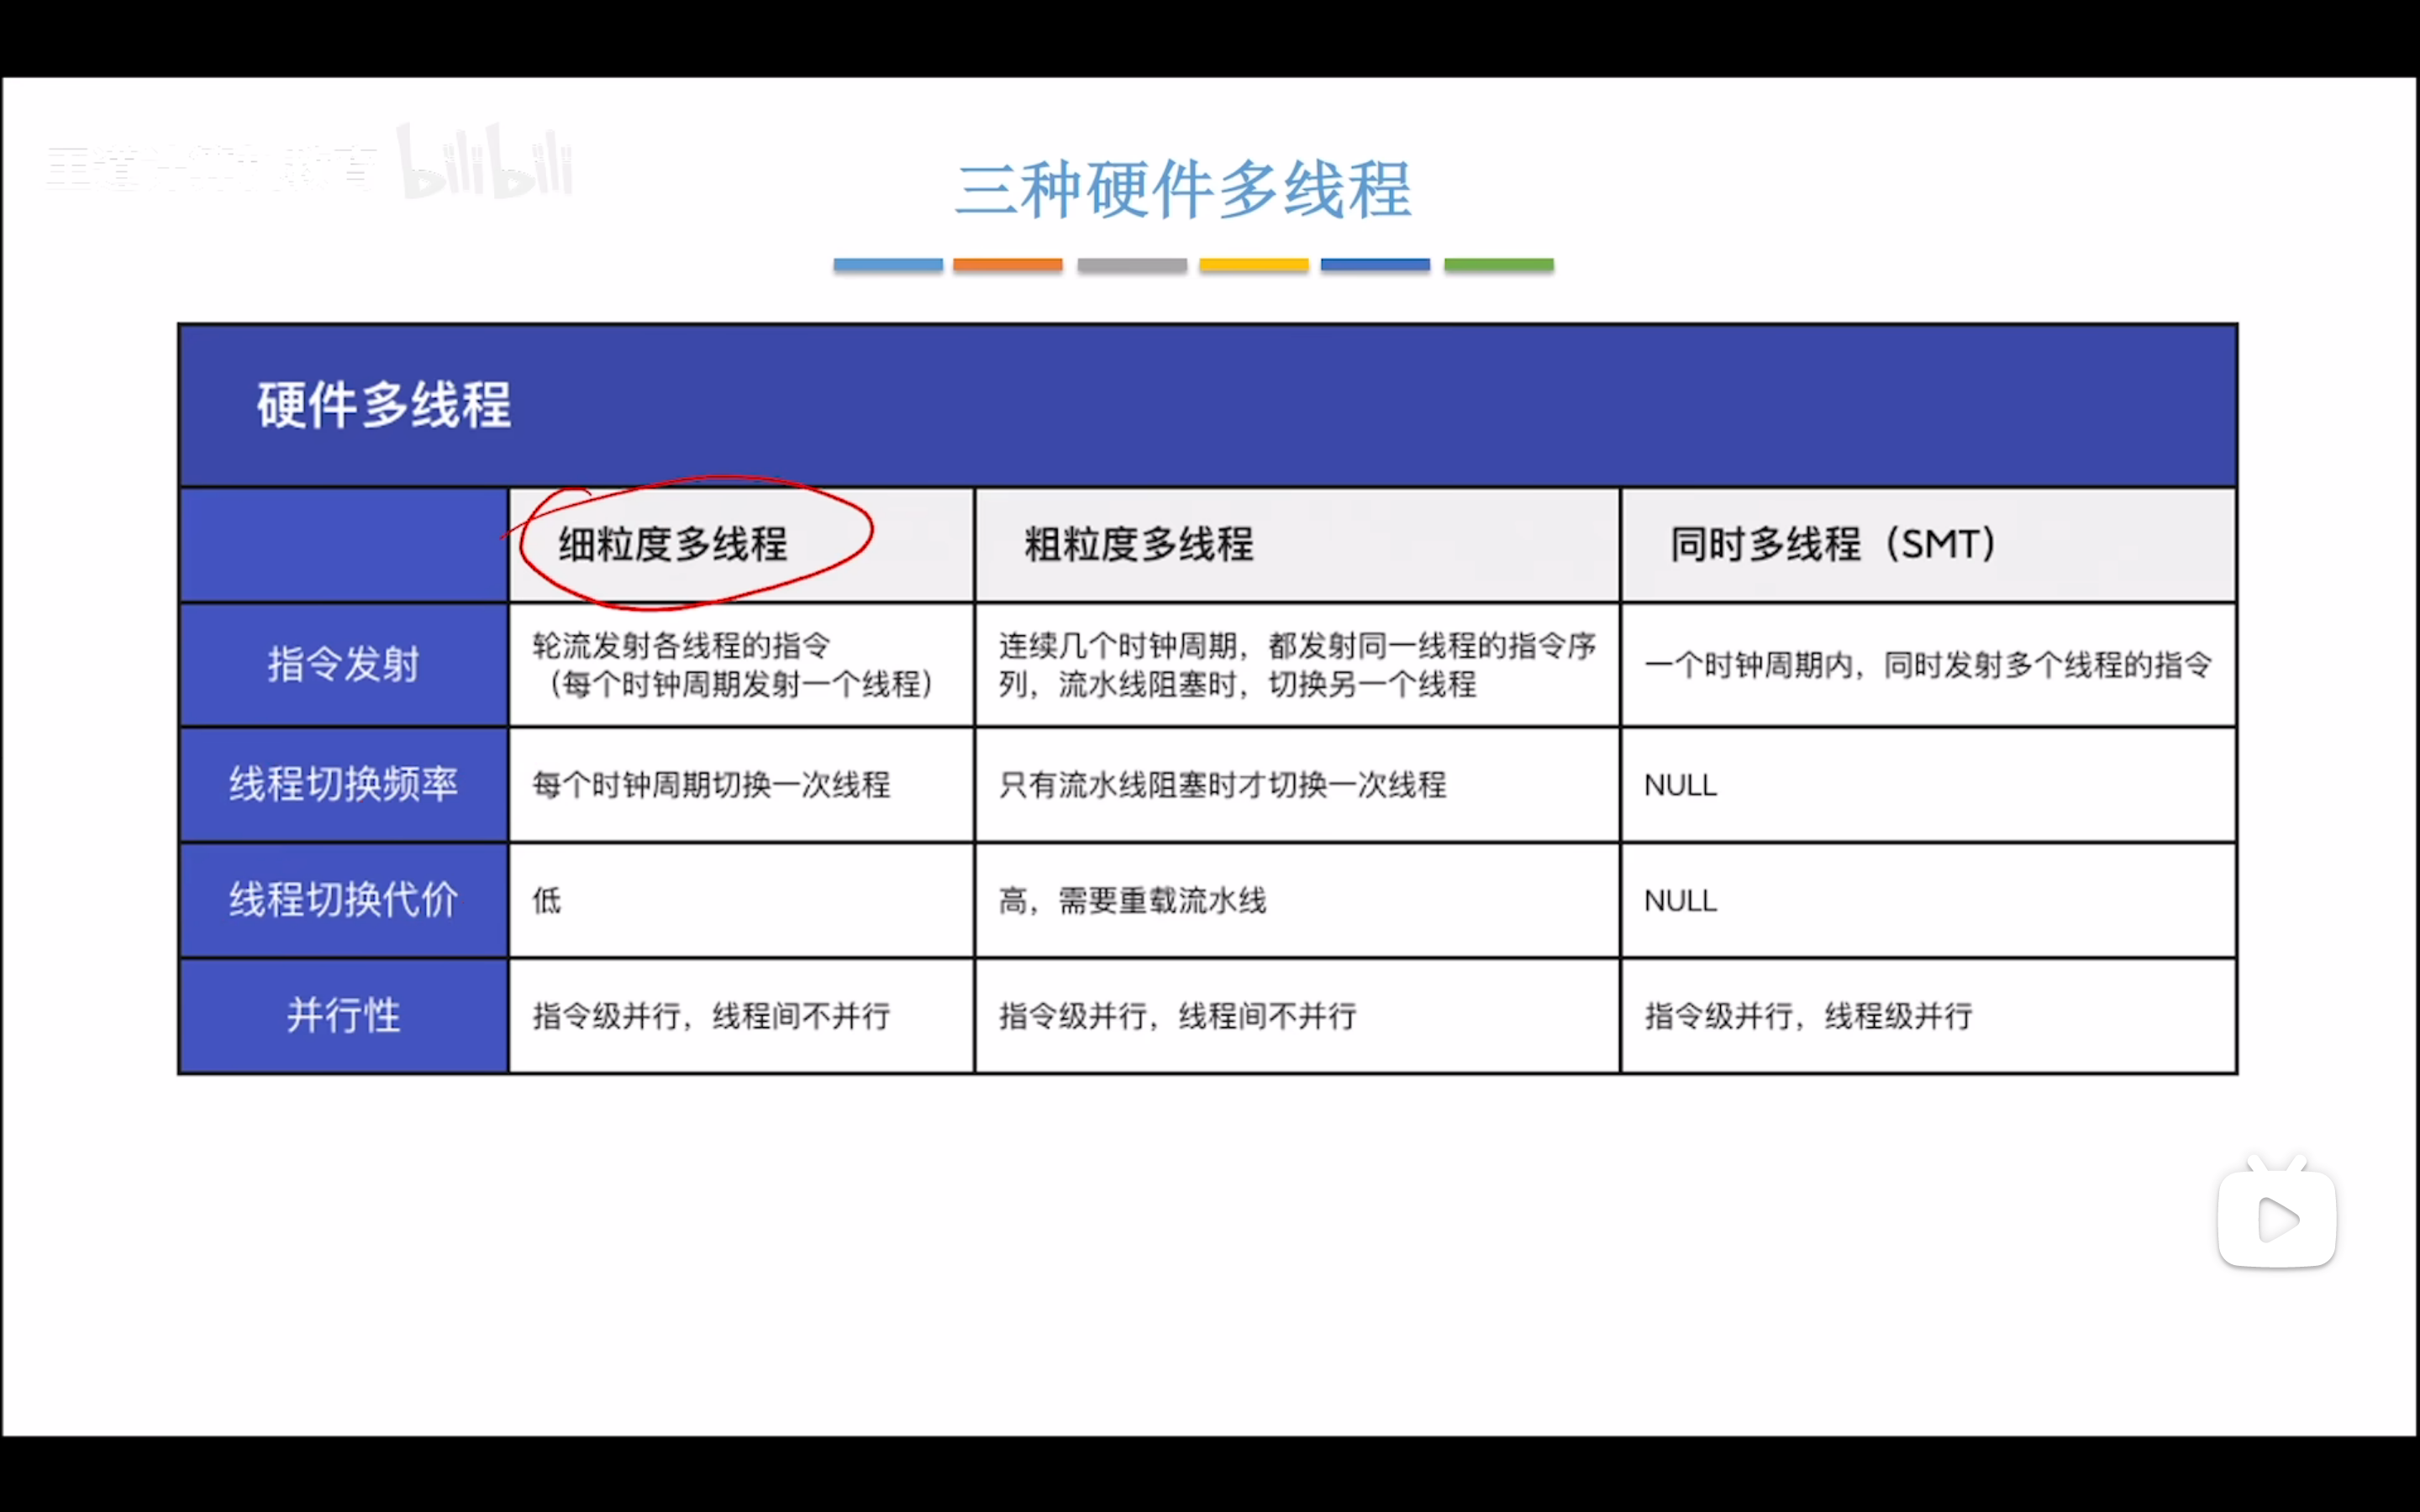 王道计算机教育 bilibili
三种硬件多线程
硬件多线程
细粒度多线程
粗粒度多线程
同时多线程（SMT）
指令发射
轮流发射各线程的指令
（每个时钟周期发射一个线程）
连续几个时钟周期，都发射同一线程的指令序
列，流水线阻塞时，切换另一个线程
一个时钟周期内，同时发射多个线程的指令
线程切换频率
每个时钟周期切换一次线程
只有流水线阻塞时才切换一次线程
NULL
线程切换代价
低
高，需要重载流水线
NULL
并行性
指令级并行，线程间不并行
指令级并行，线程间不并行
指令级并行，线程级并行